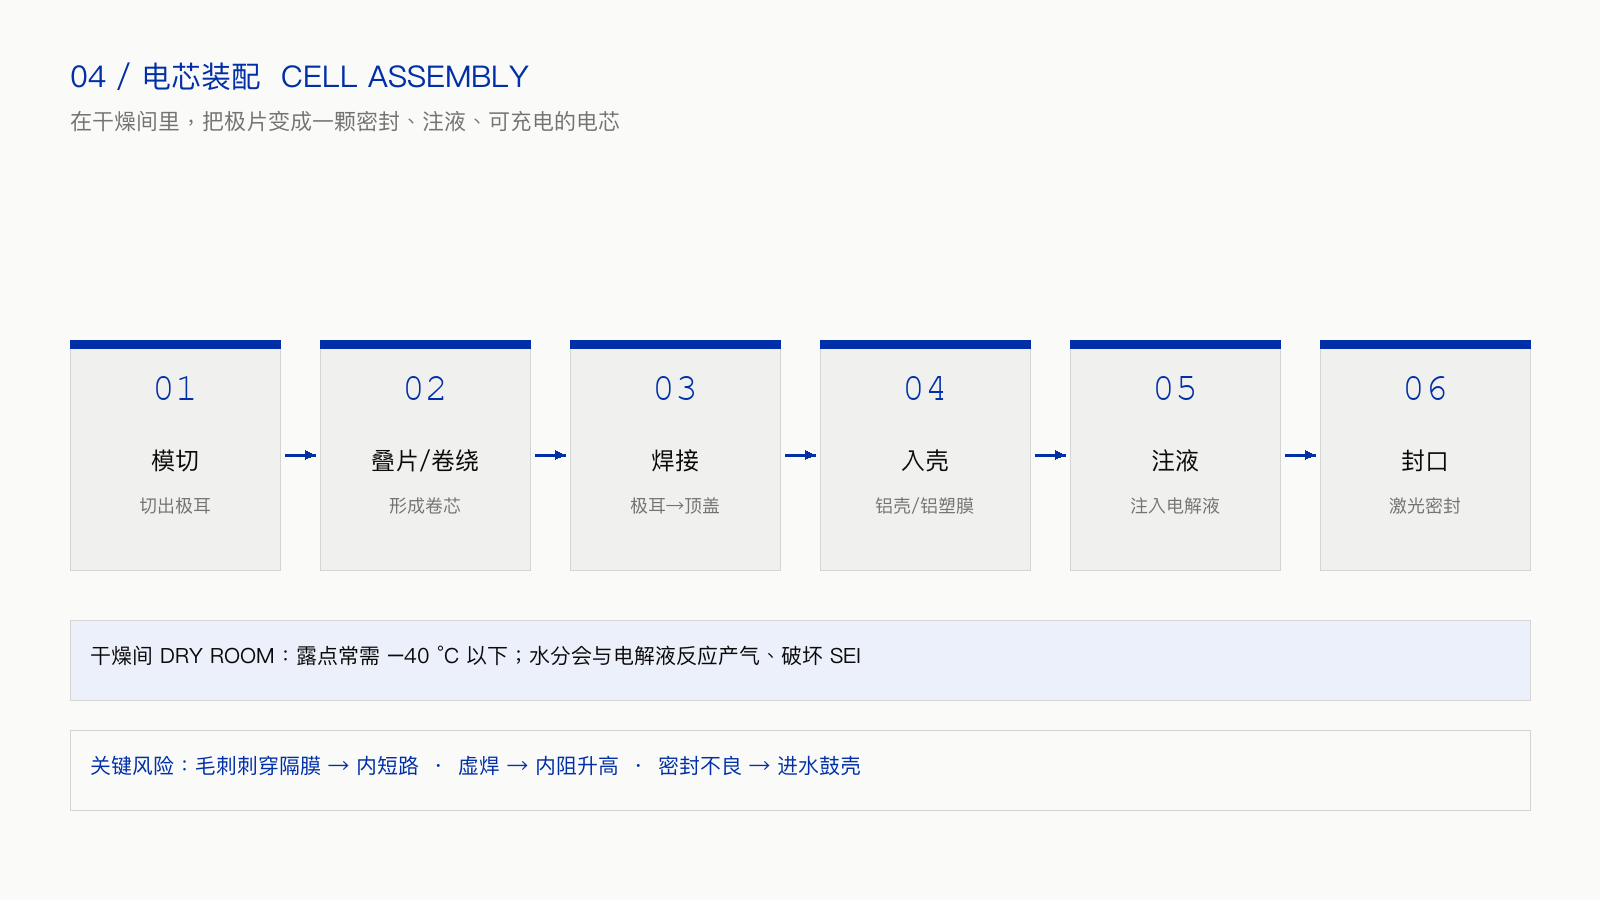 04 / 电芯装配 CELL ASSEMBLY
在干燥间里，把极片变成一颗密封、注液、可充电的电芯
01
模切
切出极耳
02
叠片/卷绕
形成卷芯
03
焊接
极耳→顶盖
04
入壳
铝壳/铝塑膜
05
注液
注入电解液
06
封口
激光密封
干燥间 DRY ROOM：露点常需 −40 °C 以下；水分会与电解液反应产气、破坏 SEI
关键风险：毛刺刺穿隔膜 → 内短路 · 虚焊 → 内阻升高 · 密封不良 → 进水鼓壳